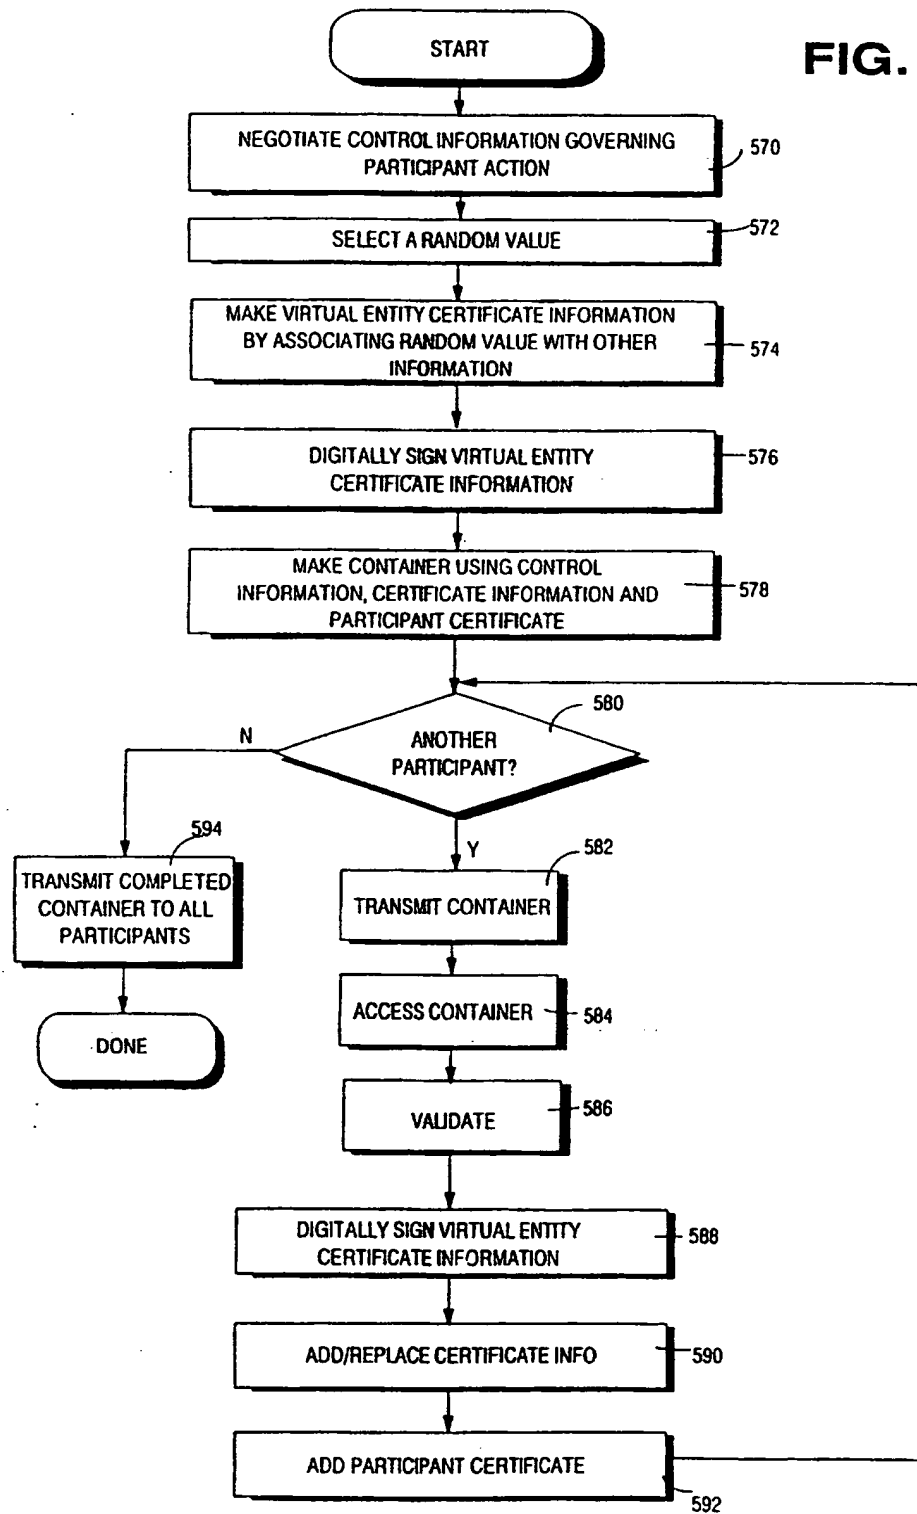 START
FIG.
NEGOTIATE CONTROL INFORMATION GOVERNING
PARTICIPANT ACTION
570
572
SELECT A RANDOM VALUE
MAKE VIRTUAL ENTITY CERTIFICATE INFORMATION
BY ASSOCIATING RANDOM VALUE WITH OTHER
INFORMATION
574
DIGITALLY SIGN VIRTUAL ENTITY
CERTIFICATE INFORMATION
576
MAKE CONTAINER USING CONTROL
INFORMATION, CERTIFICATE INFORMATION AND
PARTICIPANT CERTIFICATE
578
580
N
ANOTHER
PARTICIPANT?
594
Y
582
TRANSMIT COMPLETED
CONTAINER TO ALL
PARTICIPANTS
TRANSMIT CONTAINER
ACCESS CONTAINER
584
DONE
VALIDATE
586
DIGITALLY SIGN VIRTUAL ENTITY
CERTIFICATE INFORMATION
588
ADD/REPLACE CERTIFICATE INFO
590
ADD PARTICIPANT CERTIFICATE
592